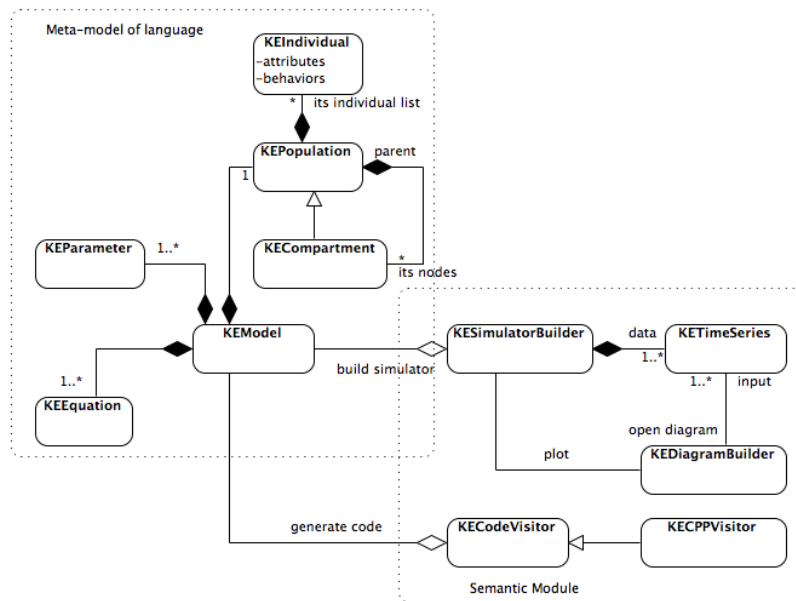 Meta-model of language
KEIndividual
-attributes
-behaviors
* its individual list
KEPopulation
parent
1
KEParameter
1..*
KECompartment
*
its nodes
KEModel
build simulator
KESimulatorBuilder
data
1..*
KETimeSeries
1..*
input
1..*
KEEquation
open diagram
plot
KEDiagramBuilder
generate code
KECodeVisitor
KECPPVisitor
Semantic Module